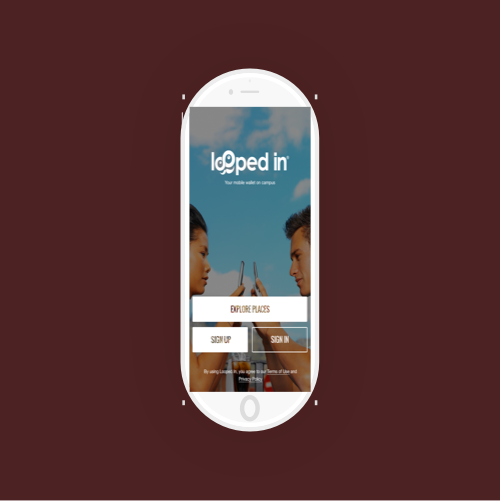 looped in
Your mobile wallet on campus
EXPLORE PLACES
SIGN UP
SIGN IN
By using Looped In, you agree to our Terms of Use and
Privacy Policy